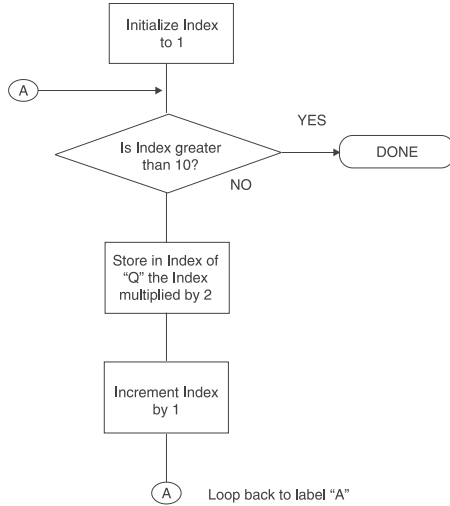 Initialize Index
to 1
A
Is Index greater
than 10?
YES
DONE
NO
Store in Index of
“Q” the Index
multiplied by 2
Increment Index
by 1
A
Loop back to label “A”